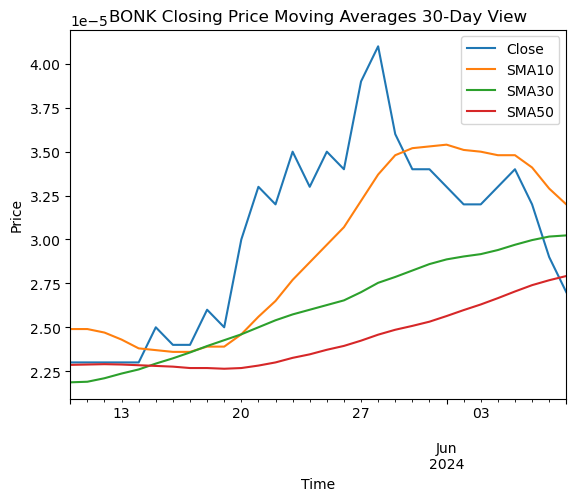 BONK Closing Price Moving Averages 30-Day View
1e−5
4.00
3.75
3.50
3.25
3.00
2.75
2.50
2.25
Price
Close
SMA10
SMA30
SMA50
13
20
27
03
Jun
2024
Time